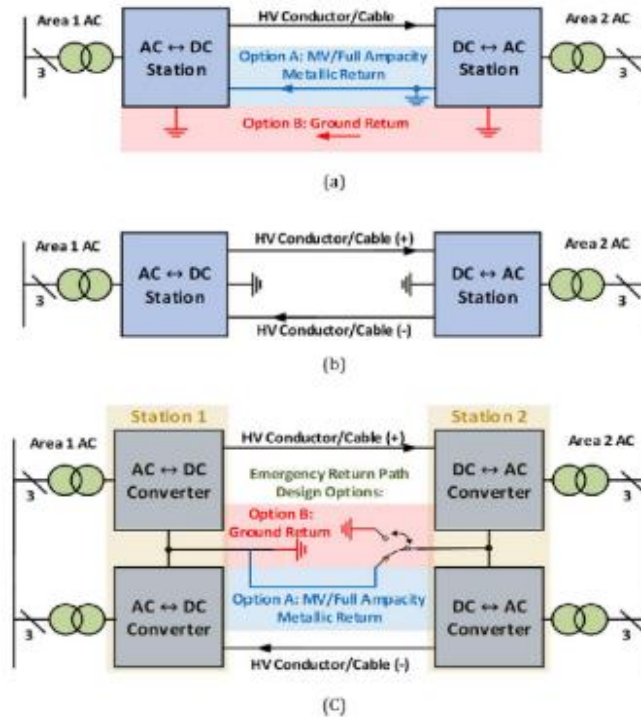 HV Conductor/Cable
Area 1 AC
Area 2 AC
AC ↔ DC
Station
Option A: MV/Full Ampacity
Metallic Return
DC ↔ AC
Station
3
3
Option B: Ground Return
(a)
HV Conductor/Cable (+)
Area 1 AC
Area 2 AC
AC ↔ DC
Station
DC ↔ AC
Station
3
3
HV Conductor/Cable (-)
(b)
Station 1
Station 2
HV Conductor/Cable (+)
Area 1 AC
Area 2 AC
AC ↔ DC
Converter
Emergency Return Path
Design Options:
DC ↔ AC
Converter
3
3
Option B:
Ground Return
AC ↔ DC
Converter
Option A: MV/Full Ampacity
Metallic Return
DC ↔ AC
Converter
3
3
HV Conductor/Cable (-)
(C)